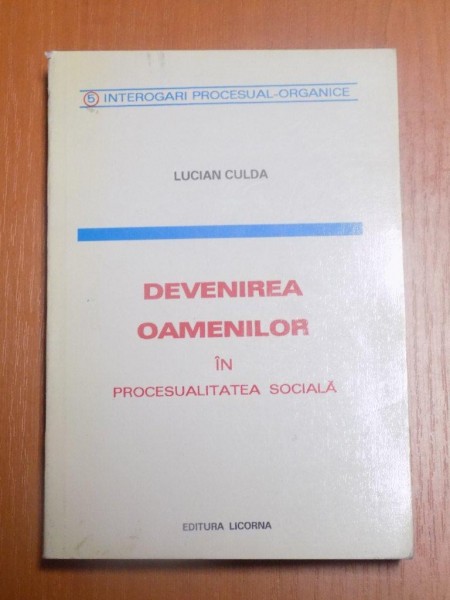 5 INTEROGARI PROCESUAL-ORGANICE
LUCIAN CULDA
DEVENIREA
OAMENILOR
ÎN
PROCESUALITATEA SOCIALĂ
EDITURA LICORNA